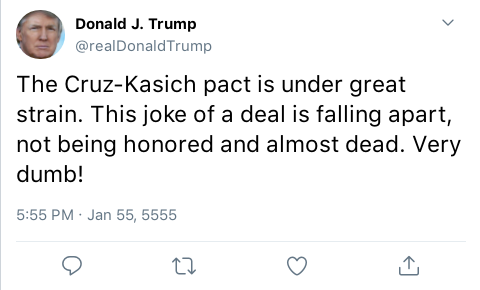 Donald J. Trump
@realDonaldTrump
The Cruz-Kasich pact is under great
strain. This joke of a deal is falling apart,
not being honored and almost dead. Very
dumb!
5:55 PM · Jan 55, 5555